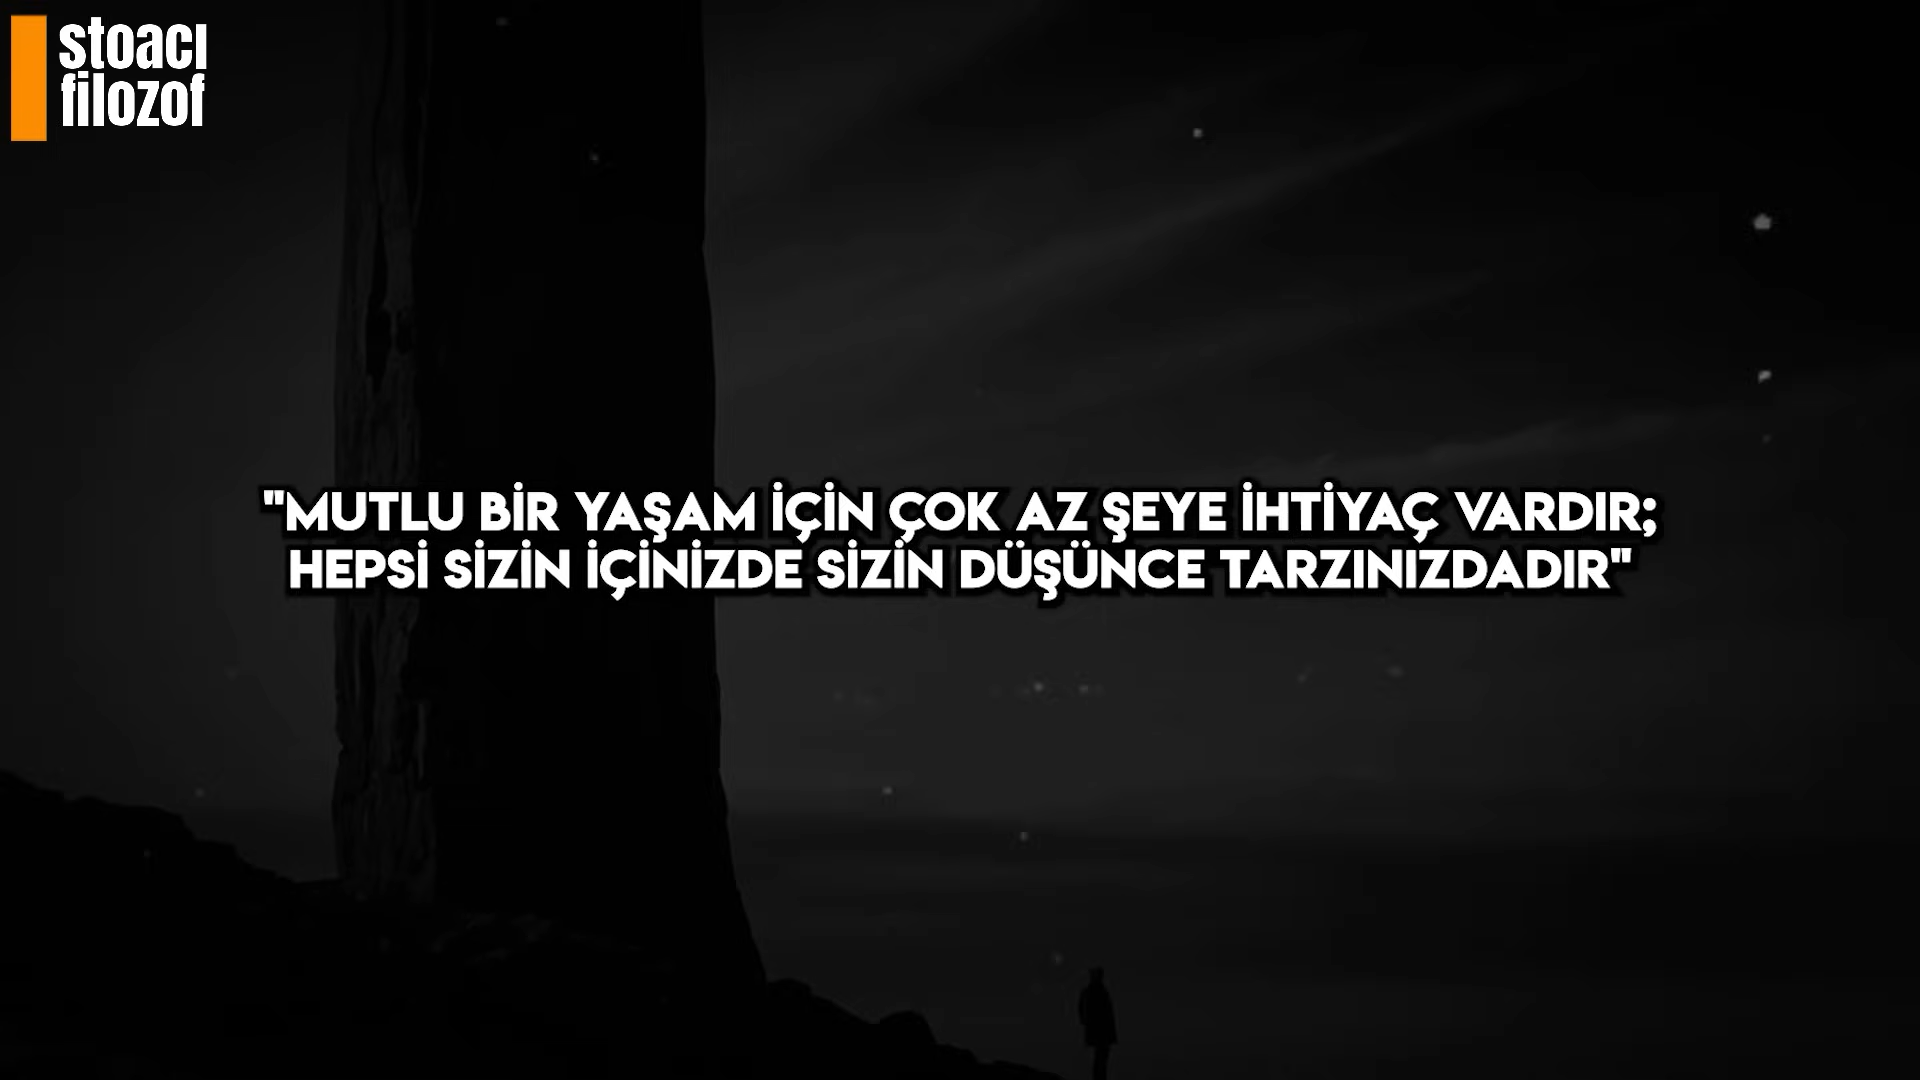 stoacı
filozof
"MUTLU BİR YAŞAM İÇİN ÇOK AZ ŞEYE İHTİYAÇ VARDIR;
HEPSİ SİZİN İÇİNİZDE SİZİN DÜŞÜNCE TARZINIZDADIR"